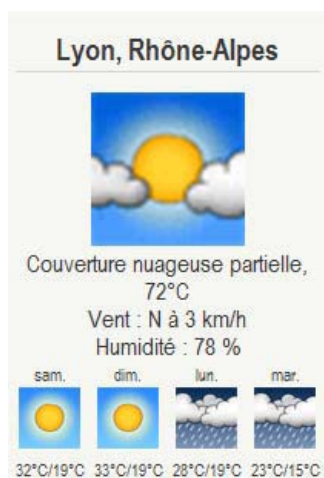 Lyon, Rhône-Alpes
Couverture nuageuse partielle,
72°C
Vent : N à 3 km/h
Humidité : 78 %
sam. dim. lun. mar.
32°C/19°C 33°C/19°C 28°C/19°C 23°C/15°C